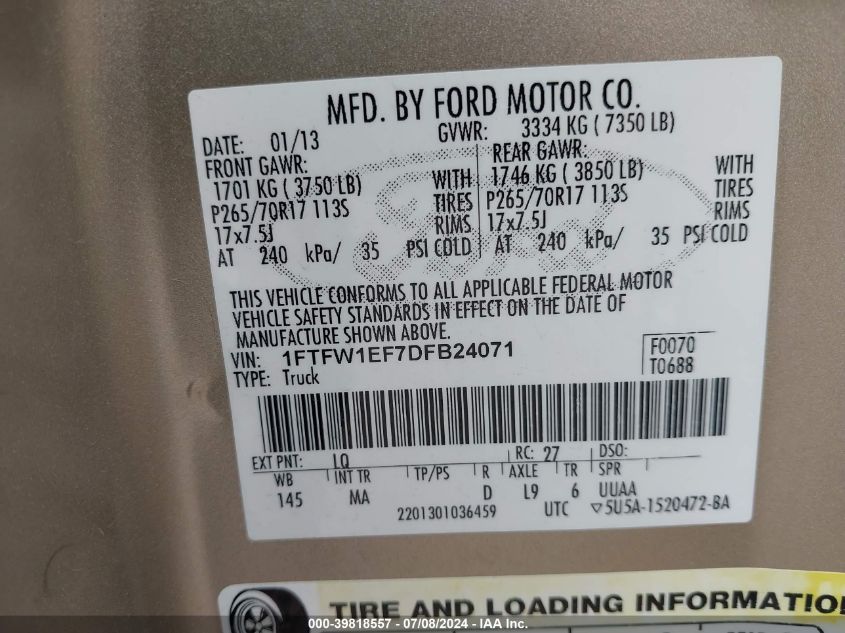 MFD. BY FORD MOTOR CO.
DATE: 01/13 GVWR: 3334 KG ( 7350 LB)
FRONT GAWR: REAR GAWR:
1701 KG ( 3750 LB) WITH 1746 KG ( 3850 LB) WITH
P265/70R17 113S TIRES P265/70R17 113S TIRES
17x7.5J RIMS 17x7.5J RIMS
AT 240 kPa/ 35 PSI COLD AT 240 kPa/ 35 PSI COLD
THIS VEHICLE CONFORMS TO ALL APPLICABLE FEDERAL MOTOR
VEHICLE SAFETY STANDARDS IN EFFECT ON THE DATE OF
MANUFACTURE SHOWN ABOVE.
VIN: 1FTFW1EF7DFB24071 F0070
TYPE: Truck T0688
EXT PNT: LQ RC: 27 DSO:
WB INT TR TP/PS R AXLE TR SPR
145 MA D L9 6 UUAA
2201301036459 UTC ▽5U5A-1520472-BA
TIRE AND LOADING INFORMATION
000-39818557 - 07/08/2024 - IAA Inc.